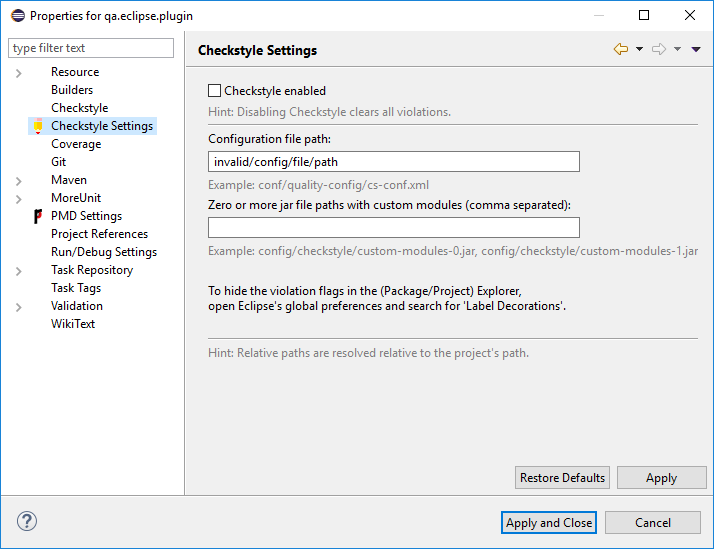 Properties for qa.eclipse.plugin
type filter text
Resource
Builders
Checkstyle
Checkstyle Settings
Coverage
Git
Maven
MoreUnit
PMD Settings
Project References
Run/Debug Settings
Task Repository
Task Tags
Validation
WikiText
Checkstyle Settings
Checkstyle enabled
Hint: Disabling Checkstyle clears all violations.
Configuration file path:
invalid/config/file/path
Example: conf/quality-config/cs-conf.xml
Zero or more jar file paths with custom modules (comma separated):
Example: config/checkstyle/custom-modules-0.jar, config/checkstyle/custom-modules-1.jar
To hide the violation flags in the (Package/Project) Explorer,
open Eclipse's global preferences and search for 'Label Decorations'.
Hint: Relative paths are resolved relative to the project's path.
Restore Defaults
Apply
?
Apply and Close
Cancel